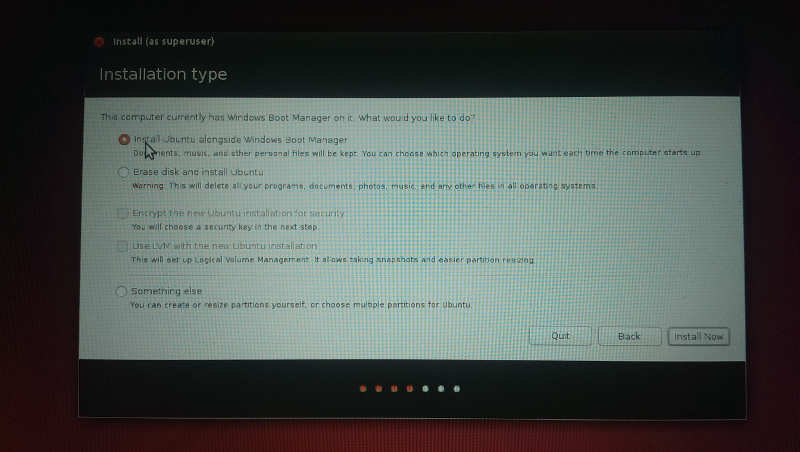 Install (as superuser)
Installation type
This computer currently has Windows Boot Manager on it. What would you like to do?
Install Ubuntu alongside Windows Boot Manager
Documents, music, and other personal files will be kept. You can choose which operating system you want each time the computer starts up.
Erase disk and install Ubuntu
Warning: This will delete all your programs, documents, photos, music, and any other files in all operating systems.
Encrypt the new Ubuntu installation for security
You will choose a security key in the next step.
Use LVM with the new Ubuntu installation
This will set up Logical Volume Management. It allows taking snapshots and easier partition resizing.
Something else
You can create or resize partitions yourself, or choose multiple partitions for Ubuntu.
Quit
Back
Install Now